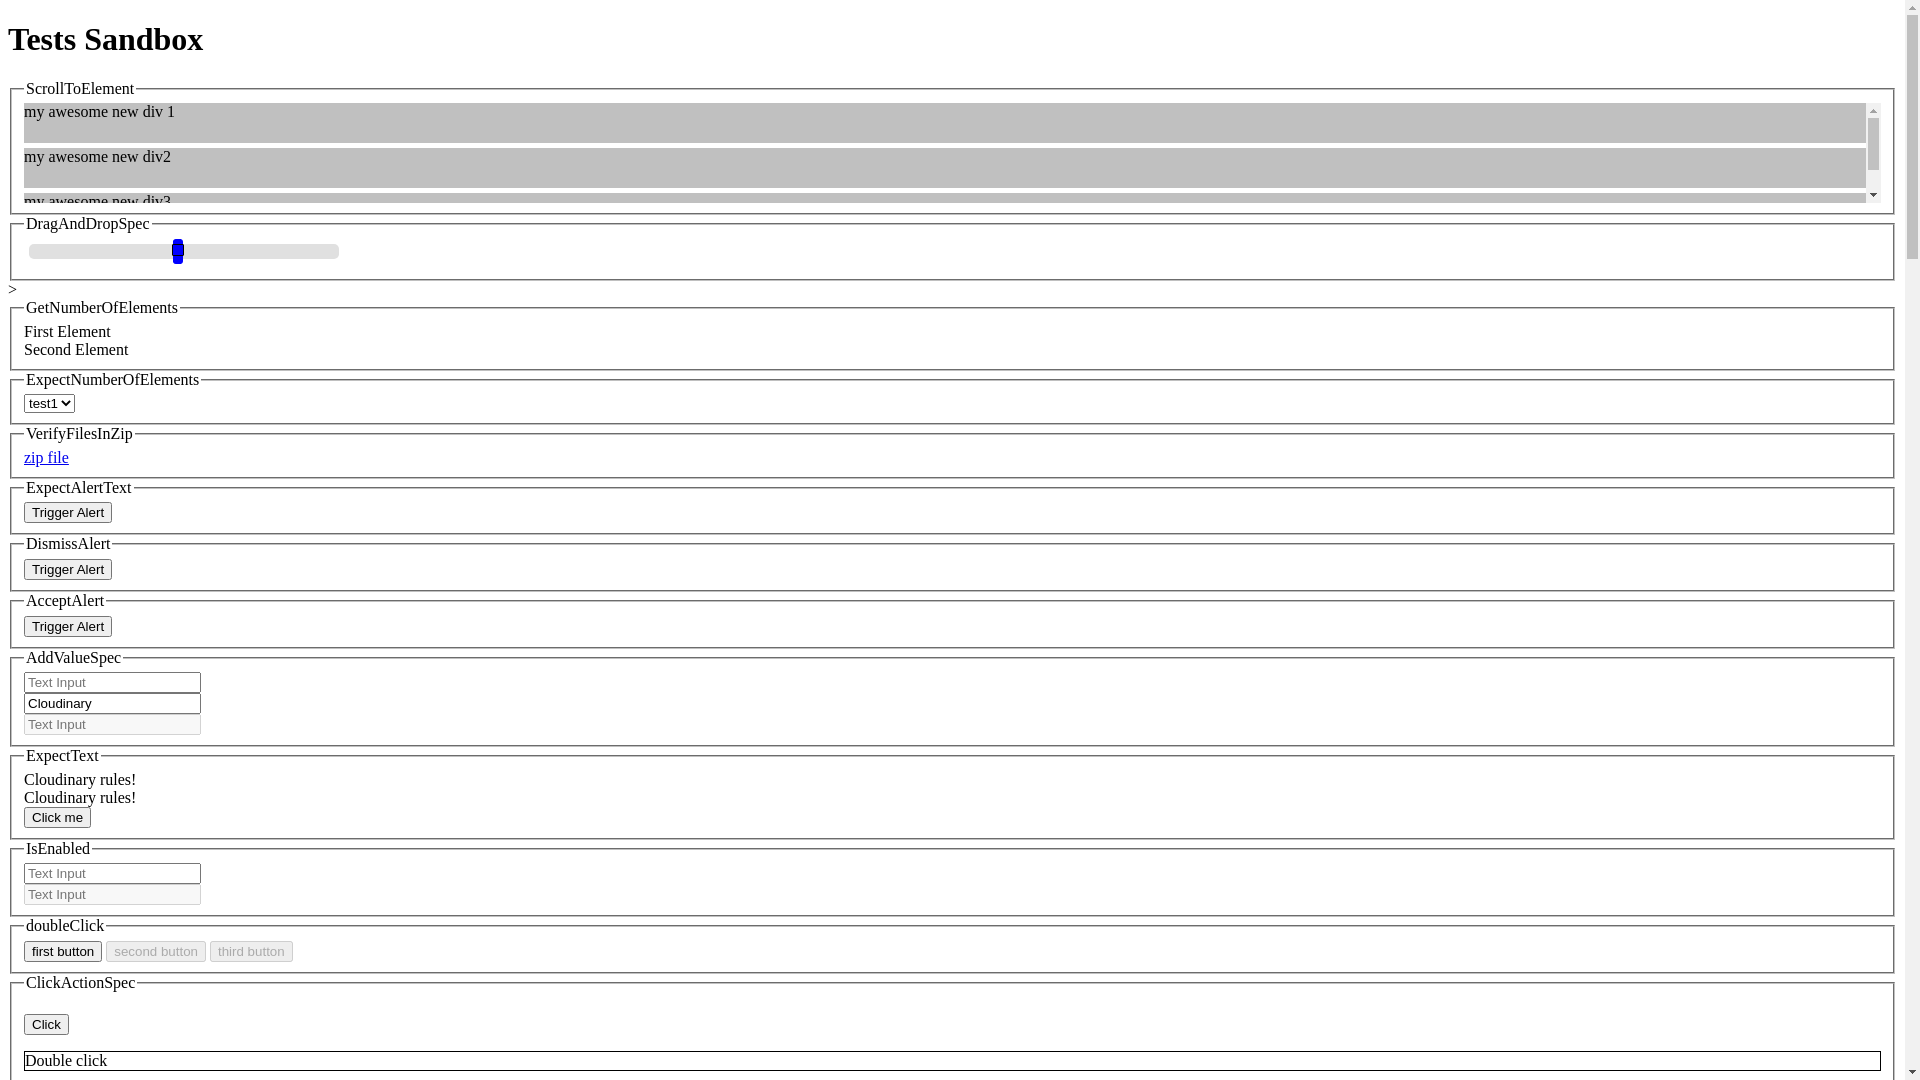 Tests Sandbox
ScrollToElement
my awesome new div 1
my awesome new div2
my awesome new div3
DragAndDropSpec
>
GetNumberOfElements
First Element
Second Element
ExpectNumberOfElements
test1
VerifyFilesInZip
zip file
ExpectAlertText
Trigger Alert
DismissAlert
Trigger Alert
AcceptAlert
Trigger Alert
AddValueSpec
Text Input
Cloudinary
Text Input
ExpectText
Cloudinary rules!
Cloudinary rules!
Click me
IsEnabled
Text Input
Text Input
doubleClick
first button second button third button
ClickActionSpec
Click
Double click